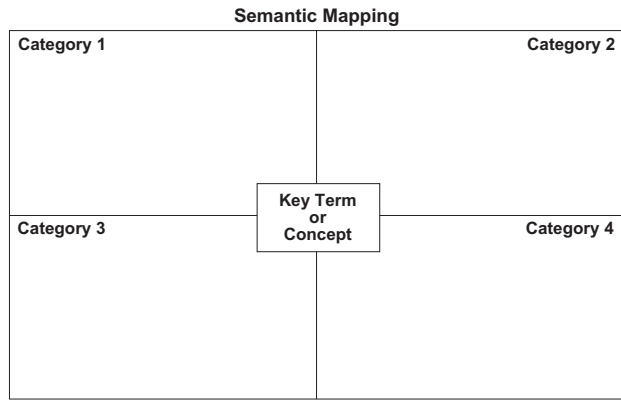 Semantic Mapping
Category 1
Category 2
Key Term
or
Concept
Category 3
Category 4